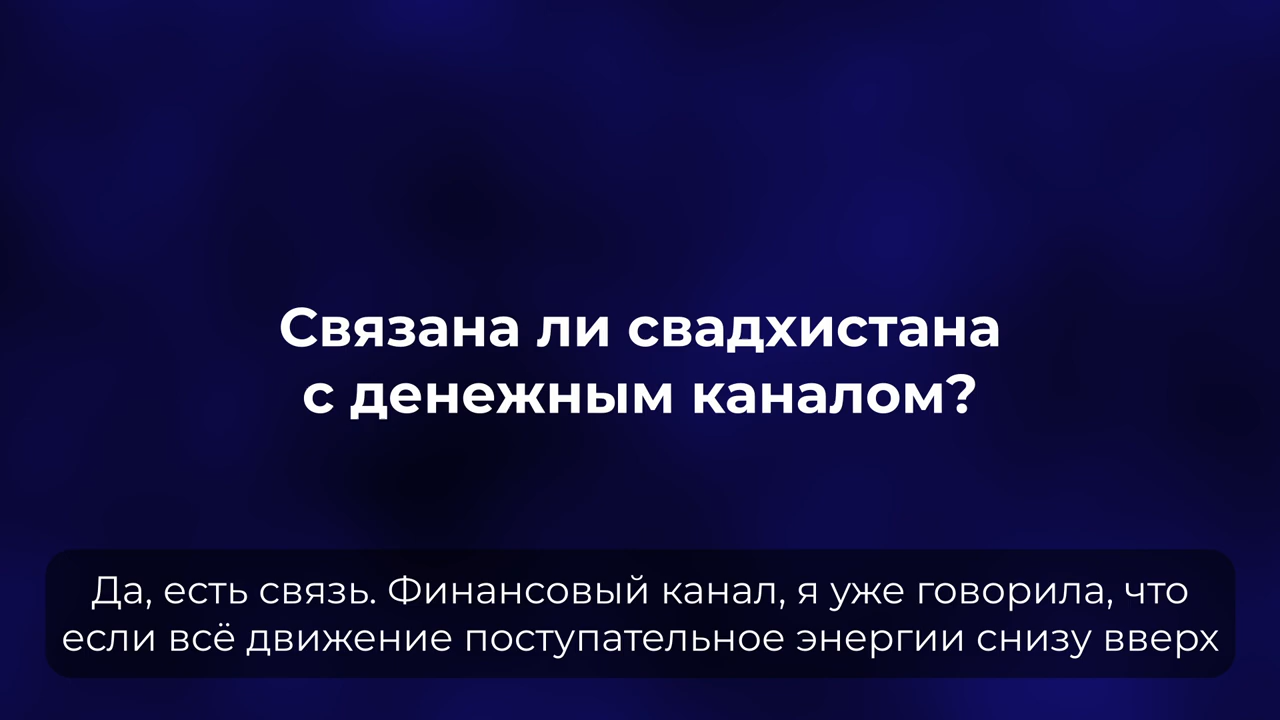 Связана ли свадхистана
с денежным каналом?
Да, есть связь. Финансовый канал, я уже говорила, что
если всё движение поступательное энергии снизу вверх